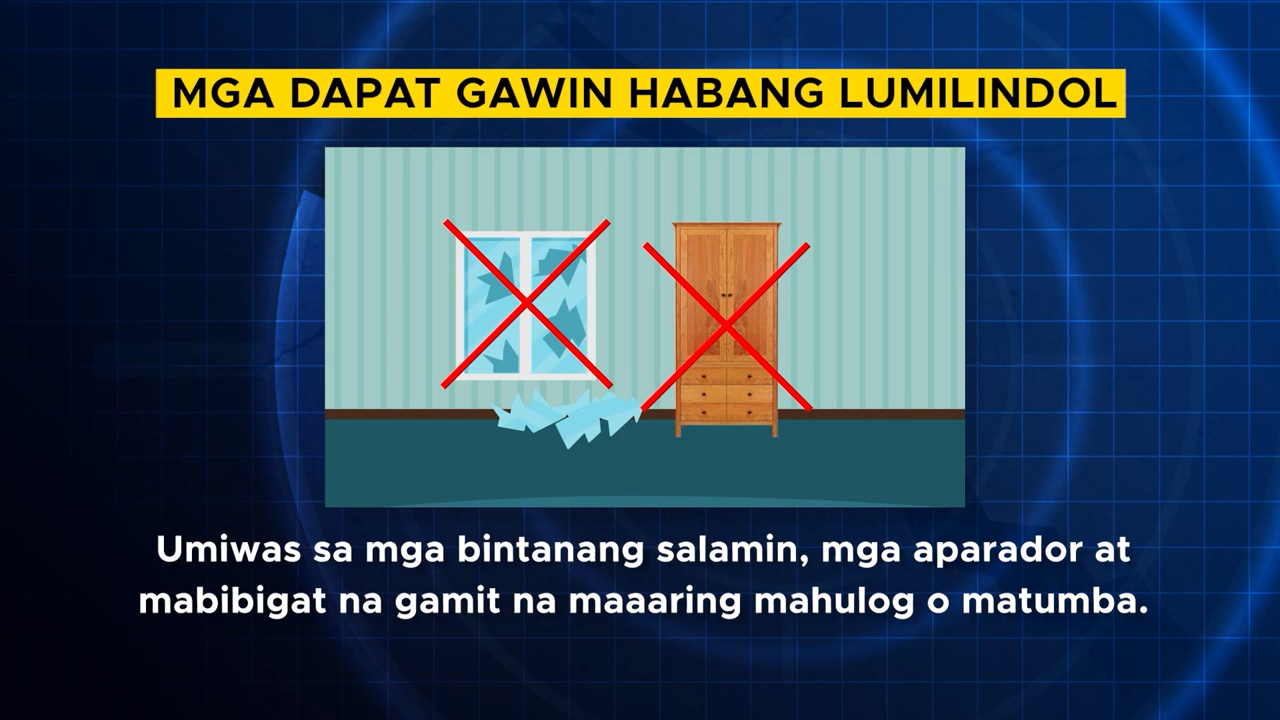 MGA DAPAT GAWIN HABANG LUMILINDOL
Umiwas sa mga bintanang salamin, mga aparador at
mabibigat na gamit na maaaring mahulog o matumba.